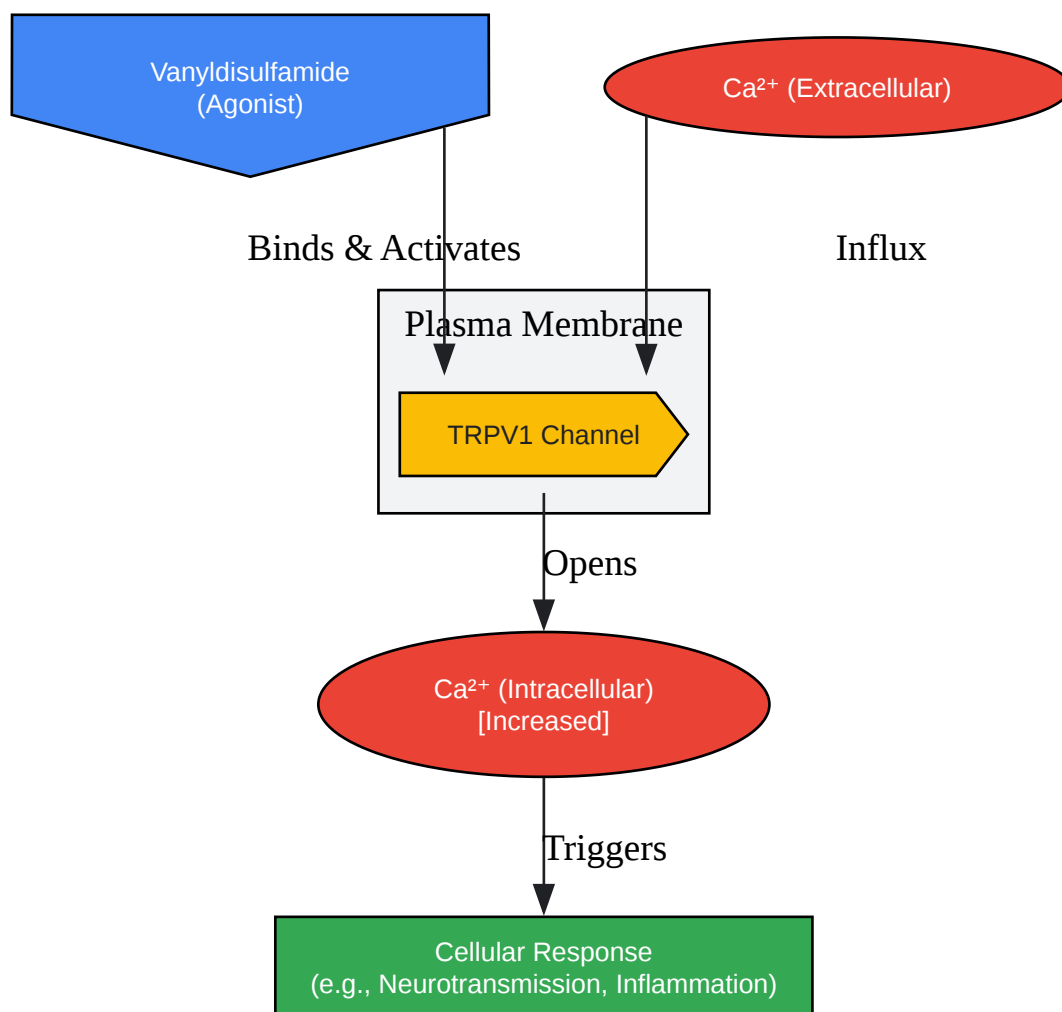 Vanyldisulfamide
(Agonist)
Ca²⁺ (Extracellular)
Binds & Activates
Influx
Plasma Membrane
TRPV1 Channel
Opens
Ca²⁺ (Intracellular)
[Increased]
Triggers
Cellular Response
(e.g., Neurotransmission, Inflammation)